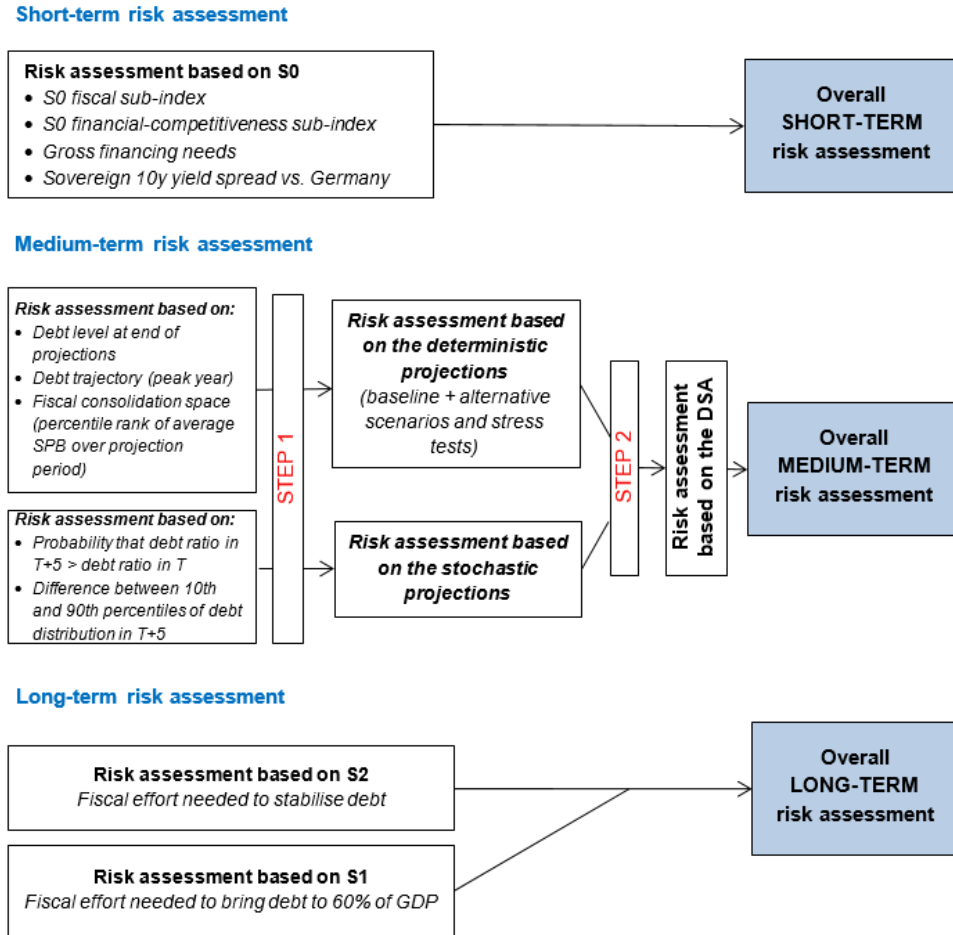 Short-term risk assessment
Risk assessment based on S0
• S0 fiscal sub-index
• S0 financial-competitiveness sub-index
• Gross financing needs
• Sovereign 10y yield spread vs. Germany
Overall
SHORT-TERM
risk assessment
Medium-term risk assessment
Risk assessment based on:
• Debt level at end of
projections
• Debt trajectory (peak year)
• Fiscal consolidation space
(percentile rank of average
SPB over projection
period)
Risk assessment based on:
• Probability that debt ratio in
T+5 > debt ratio in T
• Difference between 10th
and 90th percentiles of debt
distribution in T+5
STEP 1
Risk assessment based
on the deterministic
projections
(baseline + alternative
scenarios and stress
tests)
Risk assessment based
on the stochastic
projections
STEP 2
Risk assessment
based on the DSA
Overall
MEDIUM-TERM
risk assessment
Long-term risk assessment
Risk assessment based on S2
Fiscal effort needed to stabilise debt
Risk assessment based on S1
Fiscal effort needed to bring debt to 60% of GDP
Overall
LONG-TERM
risk assessment